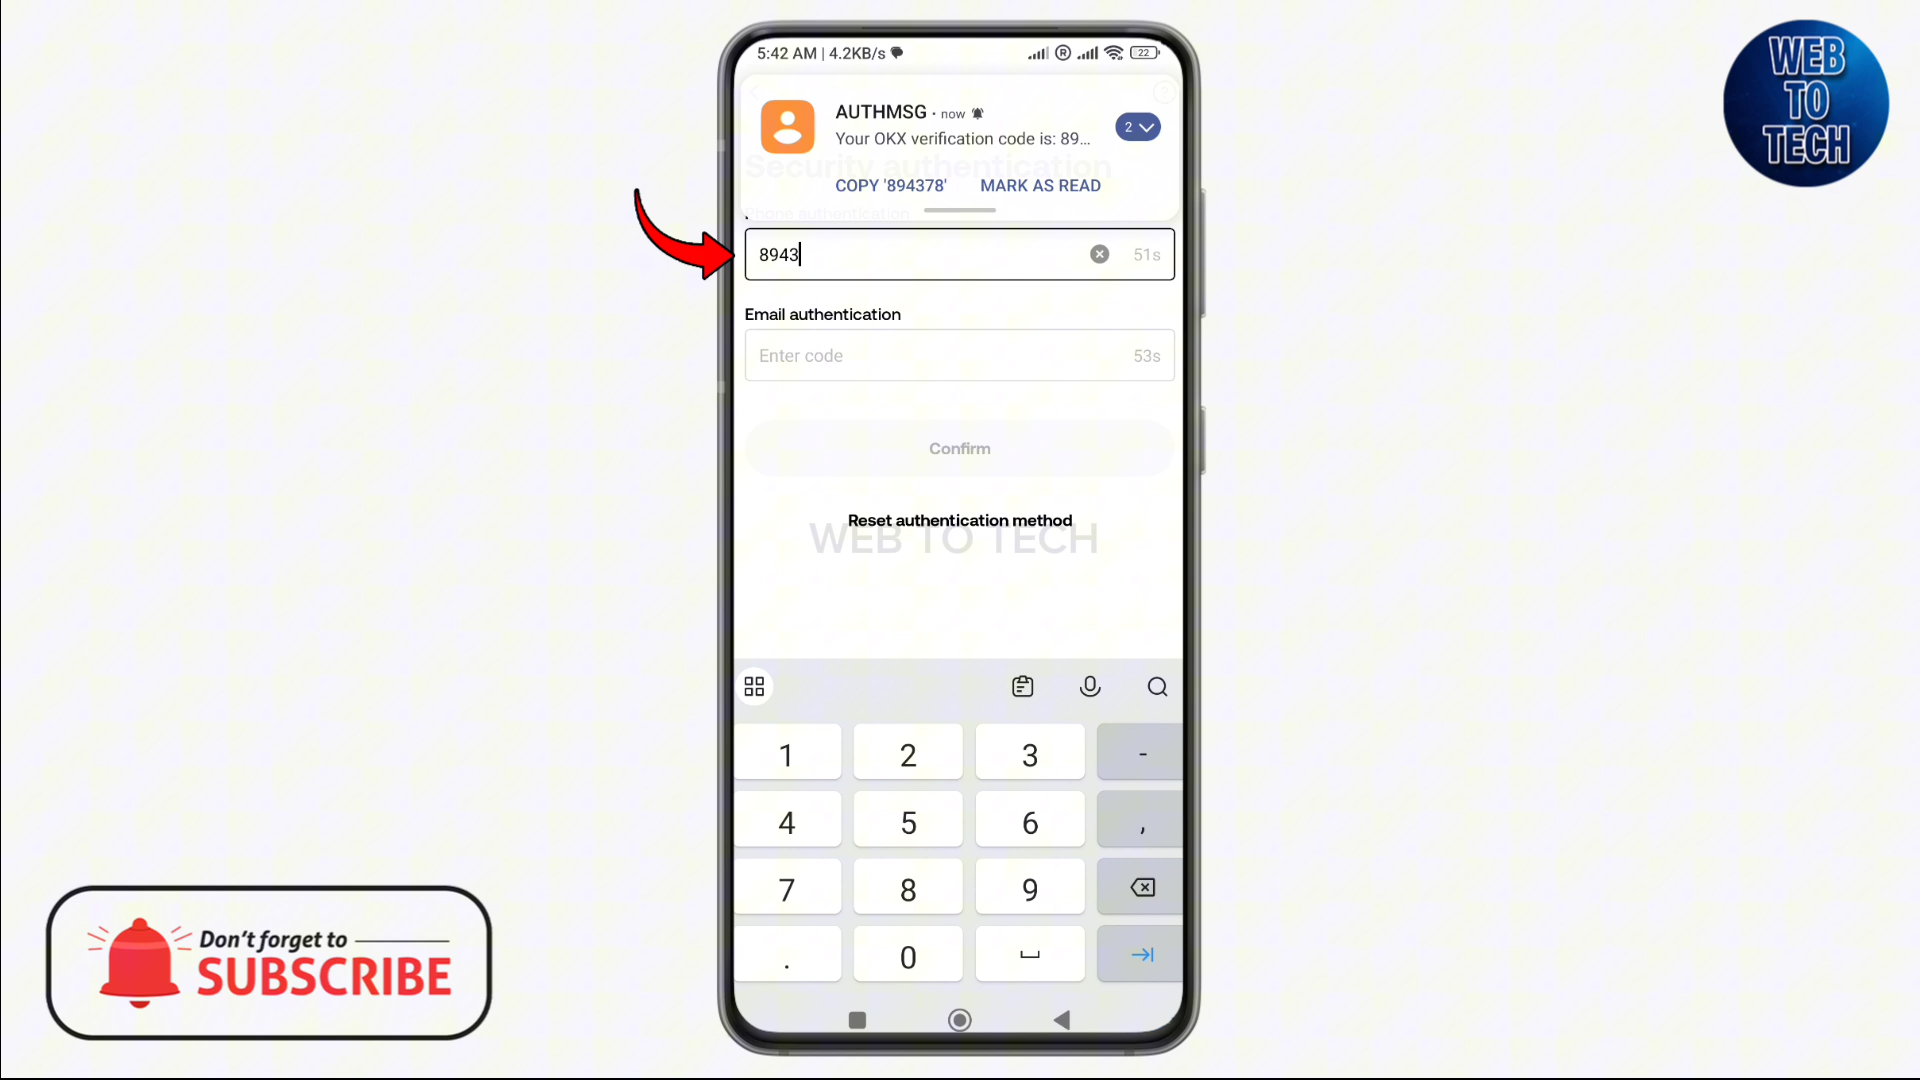 5:42 AM | 4.2KB/s
R
22
WEB
TO
TECH
AUTHMSG · now
2
Your OKX verification code is: 89...
Security authentication
COPY '894378' MARK AS READ
Phone authentication
8943 51s
Email authentication
Enter code 53s
Confirm
Reset authentication method
WEB TO TECH
1 2 3 -
4 5 6 ,
7 8 9
. 0
Don't forget to
SUBSCRIBE